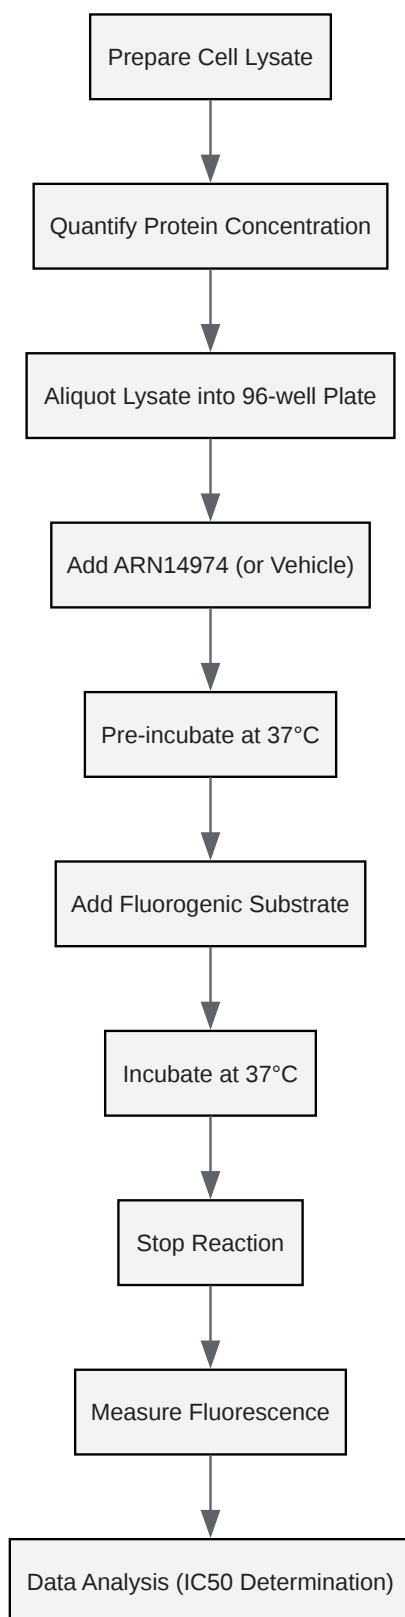 Prepare Cell Lysate
Quantify Protein Concentration
Aliquot Lysate into 96-well Plate
Add ARN14974 (or Vehicle)
Pre-incubate at 37°C
Add Fluorogenic Substrate
Incubate at 37°C
Stop Reaction
Measure Fluorescence
Data Analysis (IC50 Determination)